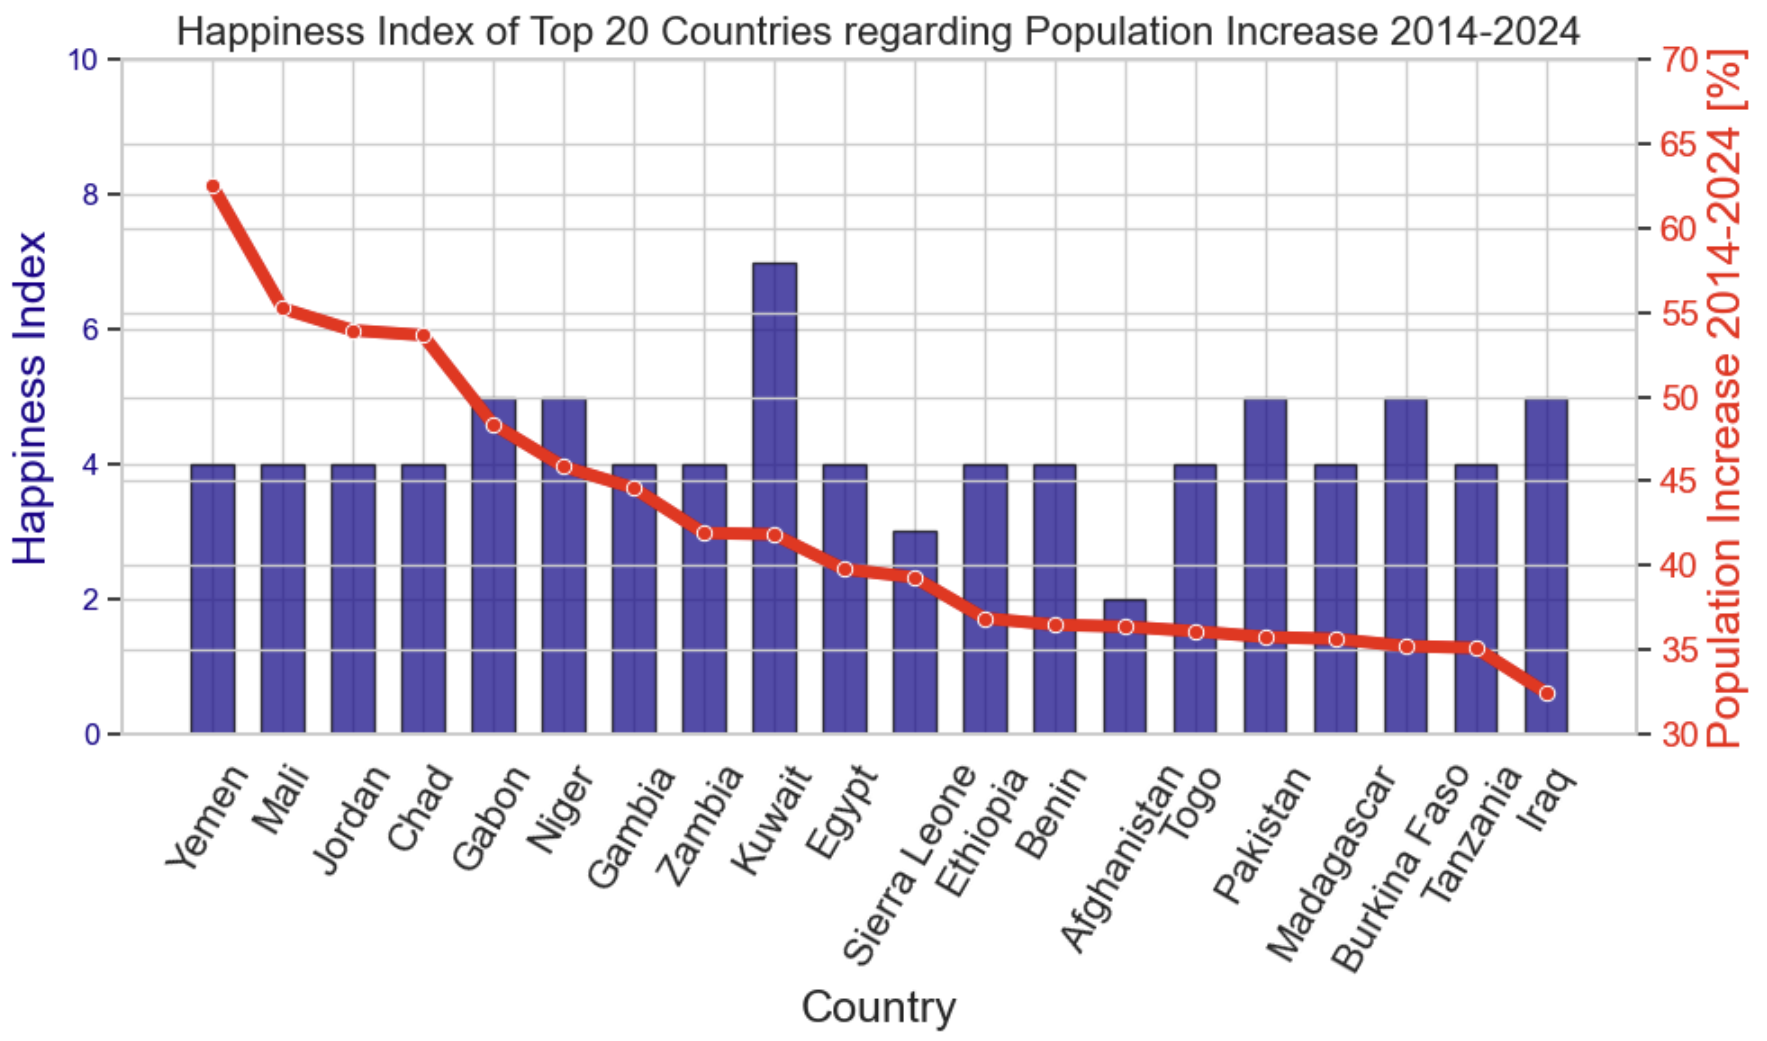 Happiness Index of Top 20 Countries regarding Population Increase 2014-2024
Happiness Index
10
8
6
4
2
0
70
65
60
55
50
45
40
35
30
Population Increase 2014-2024 [%]
Yemen
Mali
Jordan
Chad
Gabon
Niger
Gambia
Zambia
Kuwait
Egypt
Sierra Leone
Ethiopia
Benin
Afghanistan
Togo
Pakistan
Madagascar
Burkina Faso
Tanzania
Iraq
Country